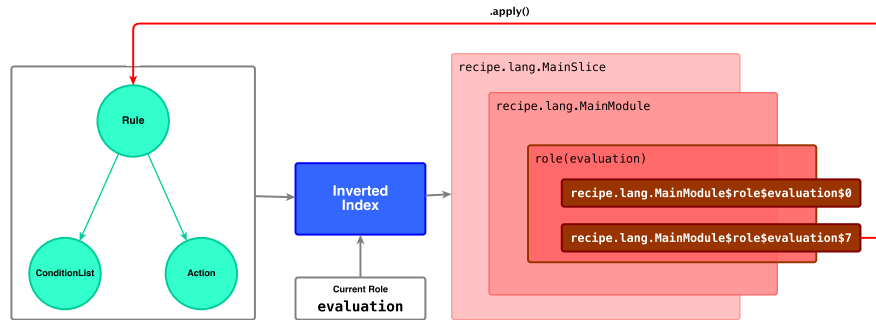 .apply()
Rule
ConditionList
Action
Inverted
Index
Current Role
evaluation
recipe.lang.MainSlice
recipe.lang.MainModule
role(evaluation)
recipe.lang.MainModule$role$evaluation$0
recipe.lang.MainModule$role$evaluation$7